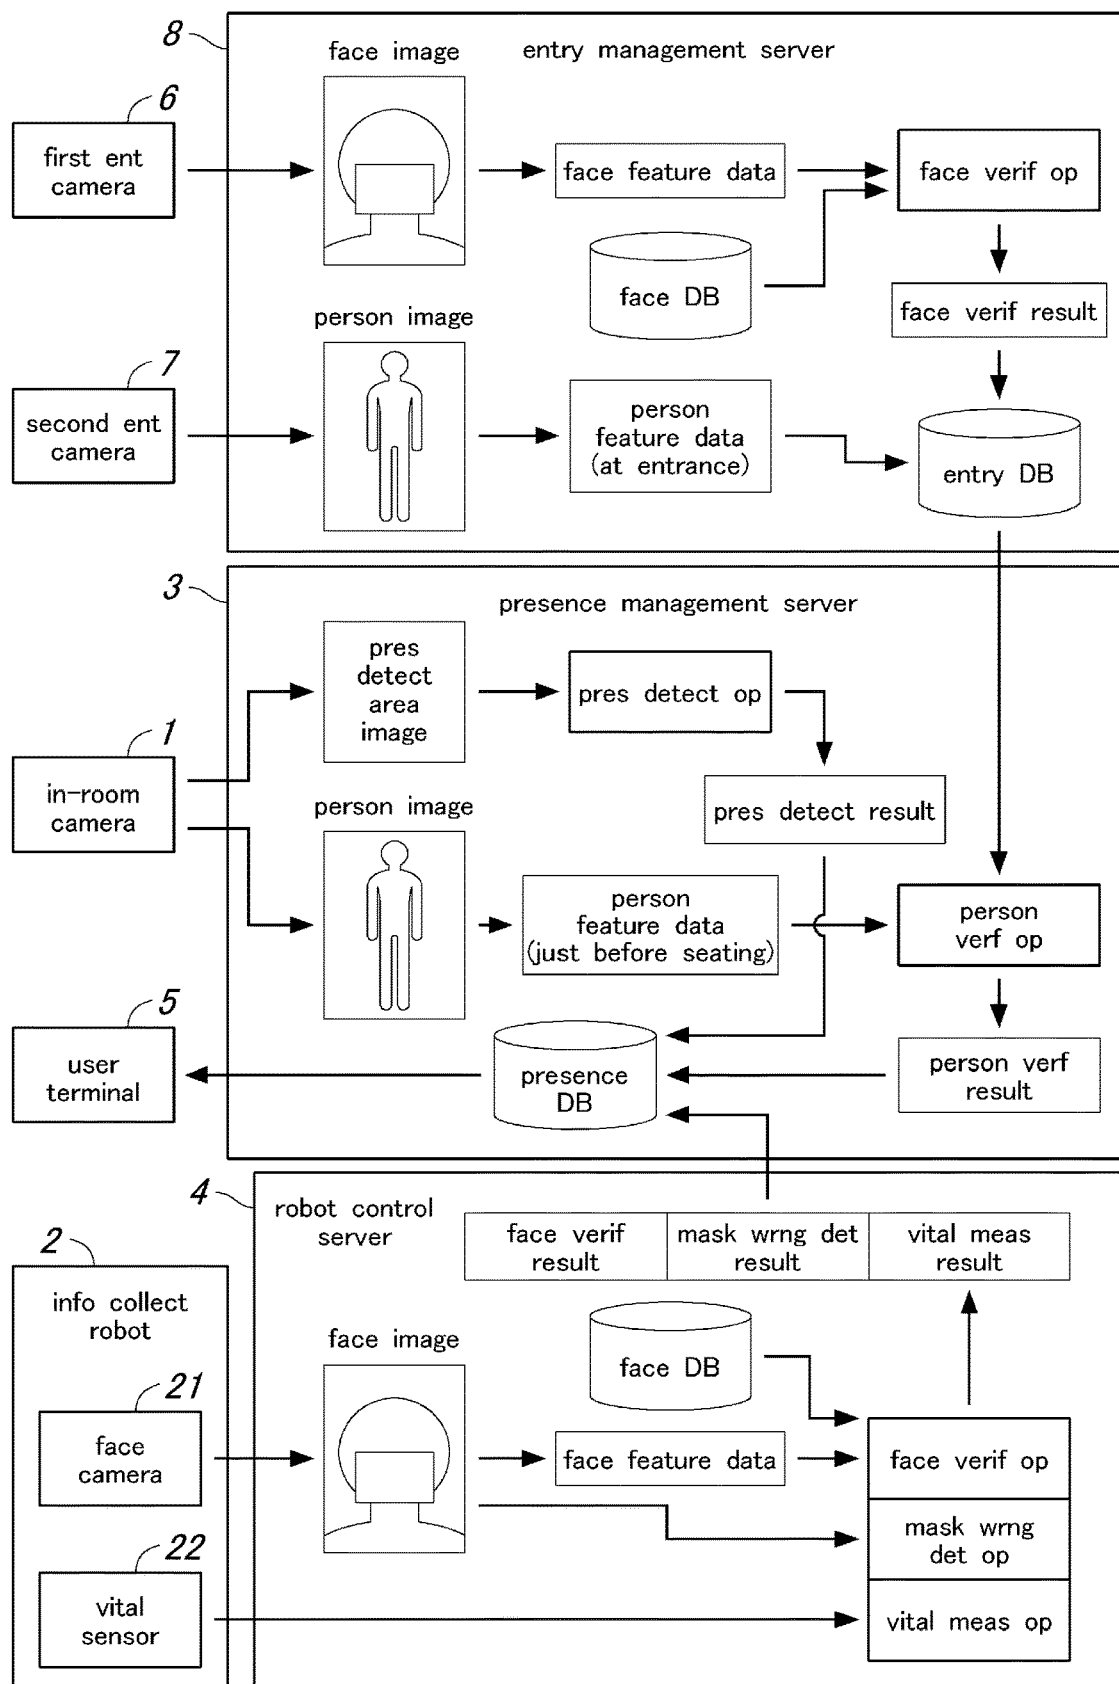 8
face image
entry management server
6
first ent
camera
face feature data
face verif op
face DB
face verif result
person image
7
second ent
camera
person
feature data
(at entrance)
entry DB
3
presence management server
pres
detect
area
image
pres detect op
1
in-room
camera
pres detect result
person image
person
feature data
(just before seating)
person
verf op
5
user
terminal
presence
DB
person verf
result
4
robot control
server
face verif
result
mask wrng det
result
vital meas
result
2
info collect
robot
face image
face DB
21
face
camera
face feature data
face verif op
mask wrng
det op
22
vital
sensor
vital meas op